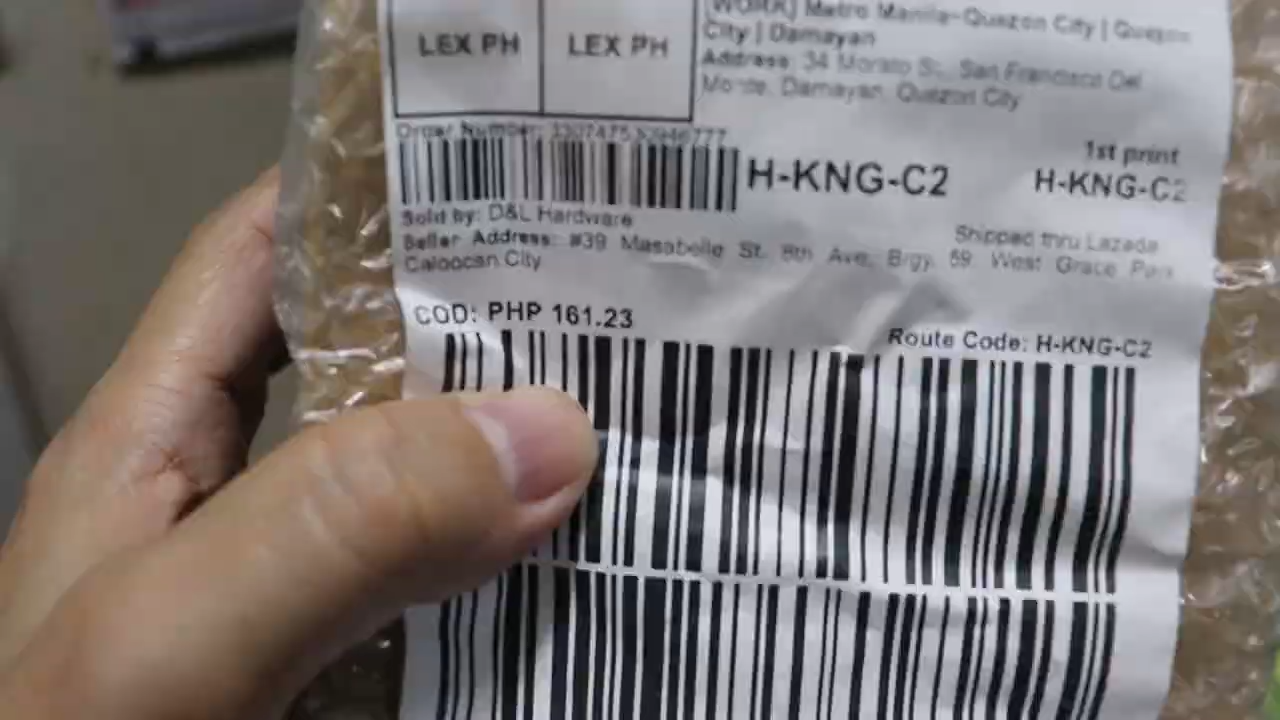 LEX PH LEX PH
[WORK] Metro Manila~Quezon City | Quezon
City | Damayan
Address: 34 Morato St., San Francisco Del
Monte, Damayan, Quezon City
Order Number:
1st print
H-KNG-C2 H-KNG-C2
Sold by: D&L Hardware
Shipped thru Lazada
Seller Address: #39 St. 8th Ave. Brgy. 59 West Grace Park
Caloocan City
COD: PHP 161.23
Route Code: H-KNG-C2